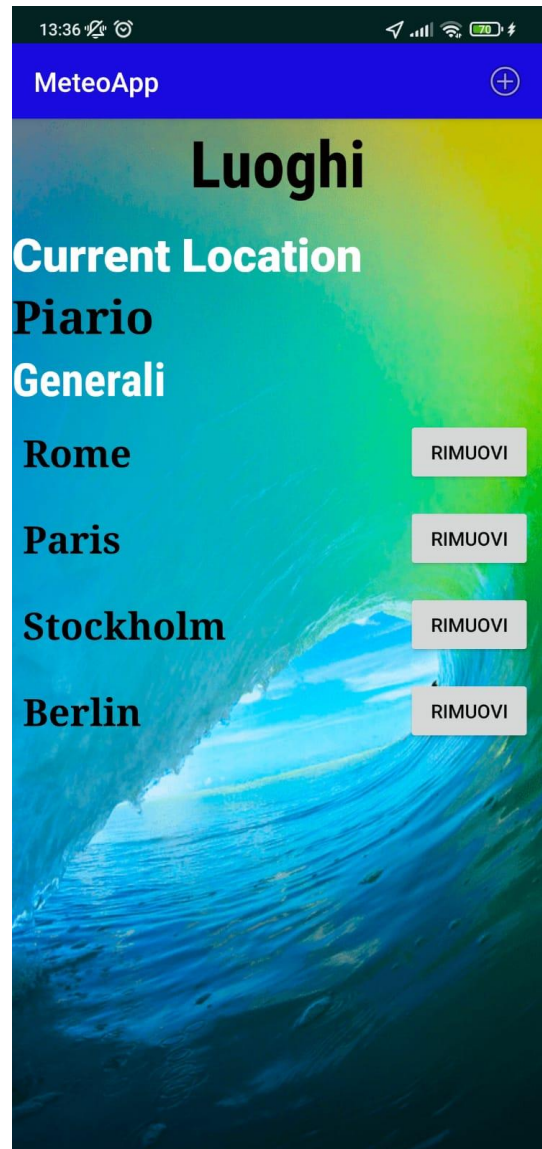 13:36 70
MeteoApp
Luoghi
Current Location
Piario
Generali
Rome RIMUOVI
Paris RIMUOVI
Stockholm RIMUOVI
Berlin RIMUOVI